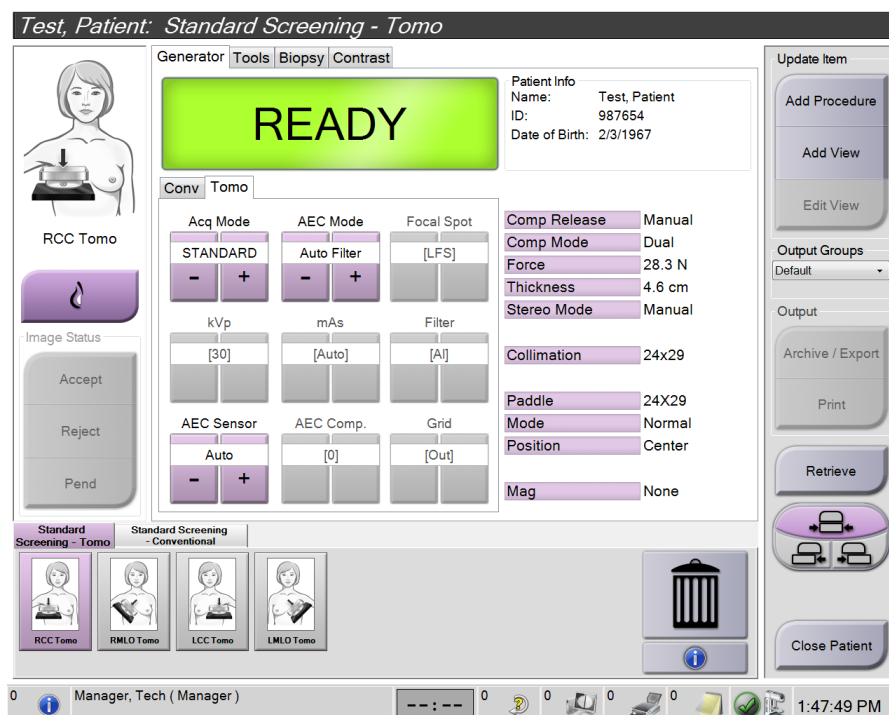 Test, Patient: Standard Screening - Tomo
Generator Tools Biopsy Contrast
READY
Patient Info
Name: Test, Patient
ID: 987654
Date of Birth: 2/3/1967
RCC Tomo
Image Status
Accept
Reject
Pend
Conv Tomo
Acq Mode AEC Mode Focal Spot
STANDARD Auto Filter [LFS]
- + - +
kVp mAs Filter
[30] [Auto] [Al]
AEC Sensor AEC Comp. Grid
Auto [0] [Out]
- +
Comp Release Manual
Comp Mode Dual
Force 28.3 N
Thickness 4.6 cm
Stereo Mode Manual
Collimation 24x29
Paddle 24X29
Mode Normal
Position Center
Mag None
Update Item
Add Procedure
Add View
Edit View
Output Groups
Default
Output
Archive / Export
Print
Retrieve
Close Patient
Standard
Screening - Tomo
Standard Screening
- Conventional
RCC Tomo RMLO Tomo LCC Tomo LMLO Tomo
0 Manager, Tech ( Manager ) --:-- 0 0 0 0 1:47:49 PM